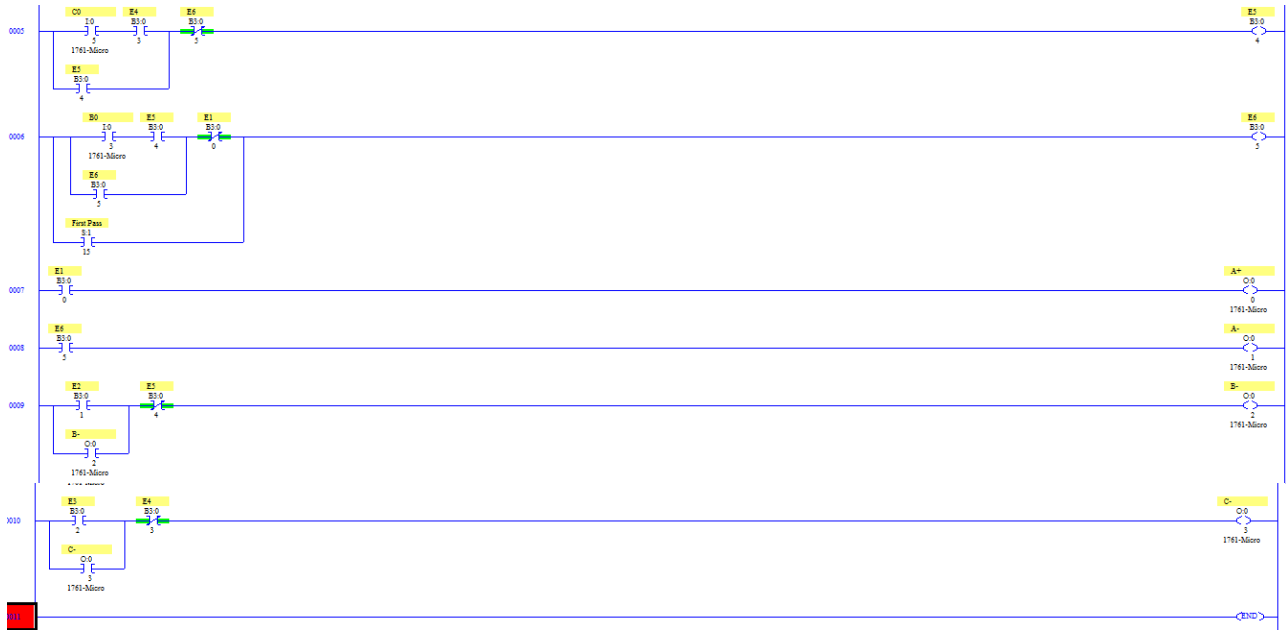 C0 E4 E6 E5
I:0 B3:0 B3:0 B3:0
0005
5 3 5 4
1761-Micro
E5
B3:0
4
B0 E5 E1 E6
I:0 B3:0 B3:0 B3:0
0006
3 4 0 5
1761-Micro
E6
B3:0
5
First Pass
S:1
15
E1 A+
B3:0 O:0
0007
0 0
1761-Micro
E6 A-
B3:0 O:0
0008
5 1
1761-Micro
E2 E5 B-
B3:0 B3:0 O:0
0009
1 4 2
1761-Micro
B-
O:0
2
1761-Micro
E3 E4 C-
B3:0 B3:0 O:0
0010
2 3 3
1761-Micro
C-
O:0
3
1761-Micro
0011
END